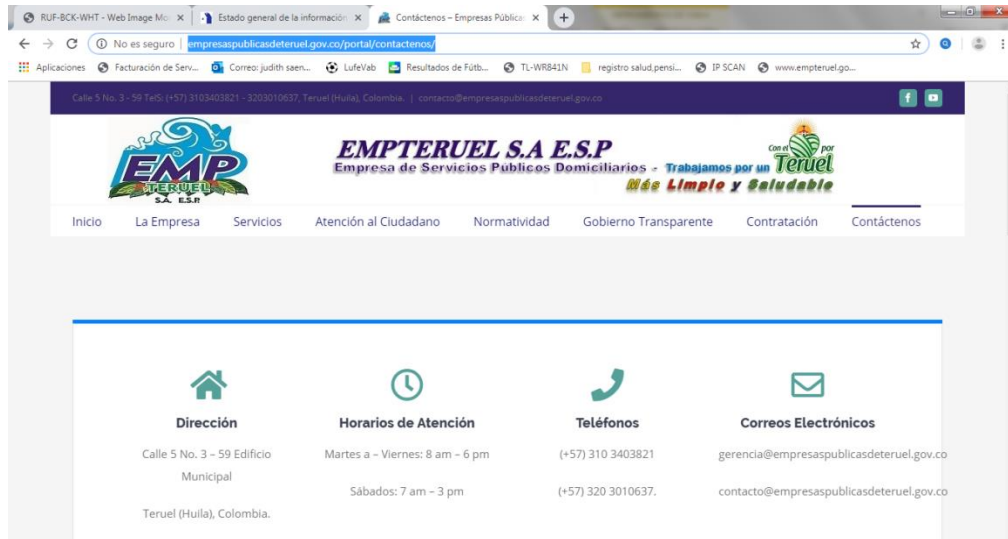 RUF-BCK-WHT - Web Image Mo
Estado general de la información
Contáctenos – Empresas Pública
No es seguro | empresaspublicasdeteruel.gov.co/portal/contactenos/
Aplicaciones Facturación de Serv... Correo: judith saen... LufeVab Resultados de Fútb... TL-WR841N registro salud,pensi... IP SCAN www.empteruel,go...
Calle 5 No. 3 - 59 TelS: (+57) 3103403821 - 3203010637, Teruel (Huila), Colombia. | contacto@empresaspublicasdeteruel.gov.co
EMP
TERUEL
S.A. E.S.P.
EMPTERUEL S.A E.S.P
Empresa de Servicios Públicos Domiciliarios - Trabajamos por un
Más Limpio y Saludable
Con el por
Teruel
Inicio La Empresa Servicios Atención al Ciudadano Normatividad Gobierno Transparente Contratación Contáctenos
Dirección
Calle 5 No. 3 – 59 Edificio
Municipal
Teruel (Huila), Colombia.
Horarios de Atención
Martes a – Viernes: 8 am – 6 pm
Sábados: 7 am – 3 pm
Teléfonos
(+57) 310 3403821
(+57) 320 3010637.
Correos Electrónicos
gerencia@empresaspublicasdeteruel.gov.co
contacto@empresaspublicasdeteruel.gov.co